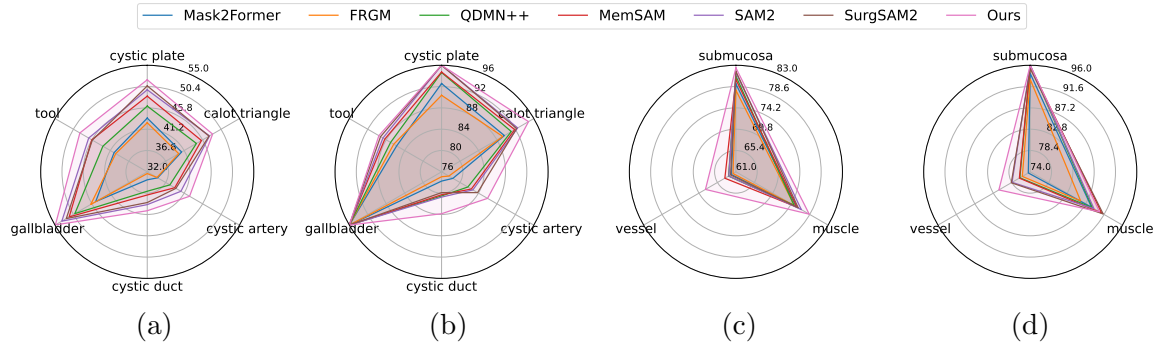 Mask2Former FRGM QDMN++ MemSAM SAM2 SurgSAM2 Ours
cystic plate
55.0
50.4
45.8
41.2
36.6
32.0
tool
calot triangle
gallbladder
cystic artery
cystic duct
(a)
cystic plate
96
92
88
84
80
76
calot triangle
gallbladder
cystic artery
cystic duct
(b)
submucosa
83.0
78.6
74.2
69.8
65.4
61.0
vessel
muscle
(c)
submucosa
96.0
91.6
87.2
82.8
78.4
74.0
vessel
muscle
(d)